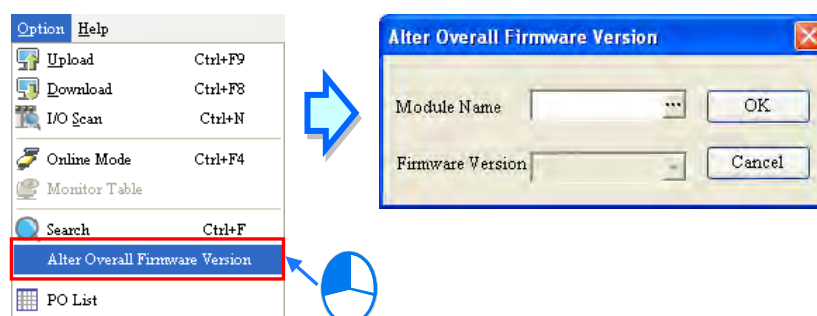 Option Help
Upload Ctrl+F9
Download Ctrl+F8
I/O Scan Ctrl+N
Online Mode Ctrl+F4
Monitor Table
Search Ctrl+F
Alter Overall Firmware Version
PO List
Alter Overall Firmware Version
Module Name ... OK
Firmware Version Cancel